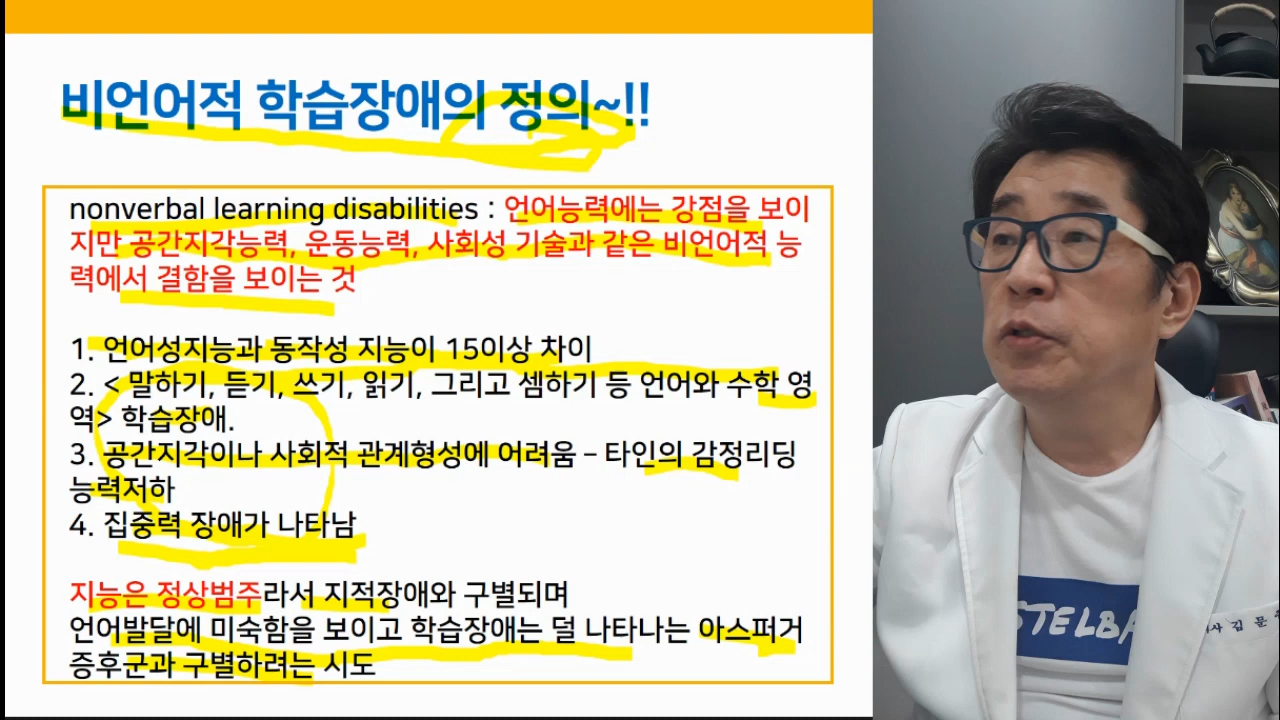 비언어적 학습장애의 정의~!!
nonverbal learning disabilities : 언어능력에는 강점을 보이
지만 공간지각능력, 운동능력, 사회성 기술과 같은 비언어적 능
력에서 결함을 보이는 것
1. 언어성지능과 동작성 지능이 15이상 차이
2. < 말하기, 듣기, 쓰기, 읽기, 그리고 셈하기 등 언어와 수학 영
역> 학습장애.
3. 공간지각이나 사회적 관계형성에 어려움 – 타인의 감정리딩
능력저하
4. 집중력 장애가 나타남
지능은 정상범주라서 지적장애와 구별되며
언어발달에 미숙함을 보이고 학습장애는 덜 나타나는 아스퍼거
증후군과 구별하려는 시도
STELBA
사 김 문